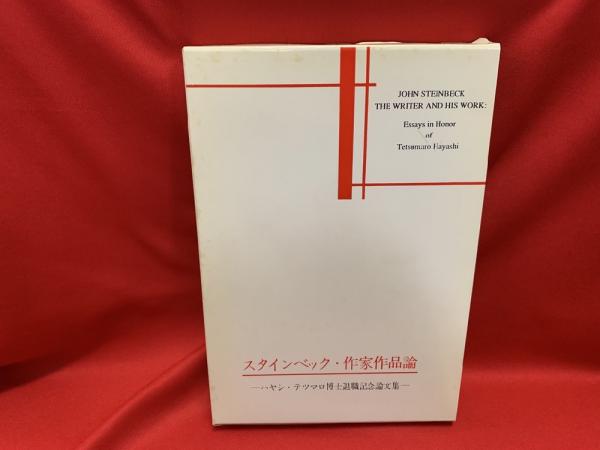 JOHN STEINBECK
THE WRITER AND HIS WORK:
Essays in Honor
of
Tetsumaro Hayashi
スタインベック・作家作品論
―ハヤシ・テツマロ博士退職記念論文集―